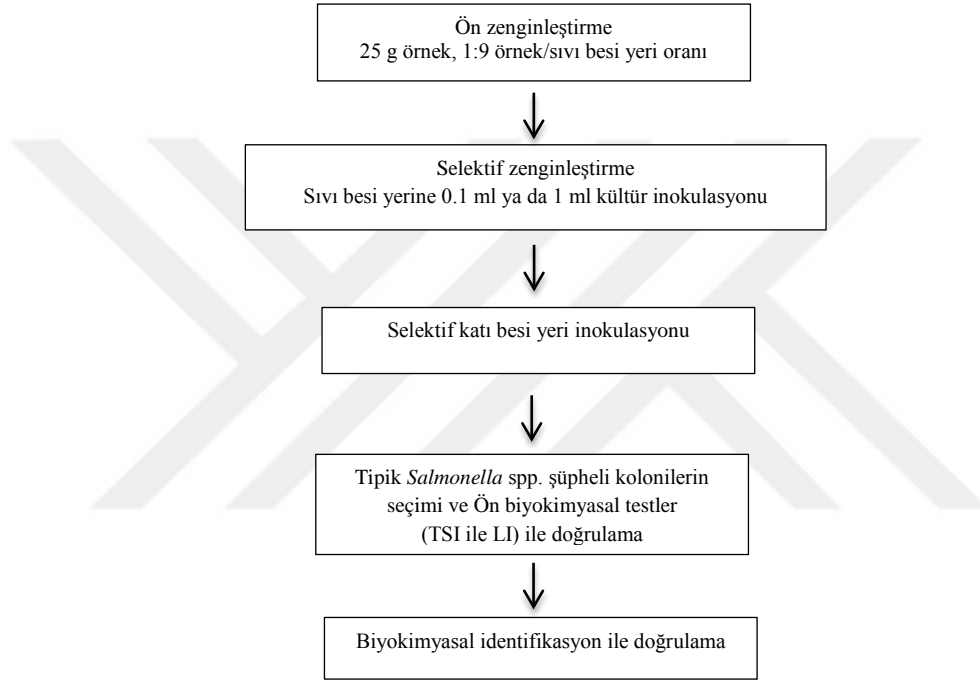 Ön zenginleştirme
25 g örnek, 1:9 örnek/sıvı besi yeri oranı
Selektif zenginleştirme
Sıvı besi yerine 0.1 ml ya da 1 ml kültür inokulasyonu
Selektif katı besi yeri inokulasyonu
Tipik Salmonella spp. şüpheli kolonilerin
seçimi ve Ön biyokimyasal testler
(TSI ile LI) ile doğrulama
Biyokimyasal identifikasyon ile doğrulama